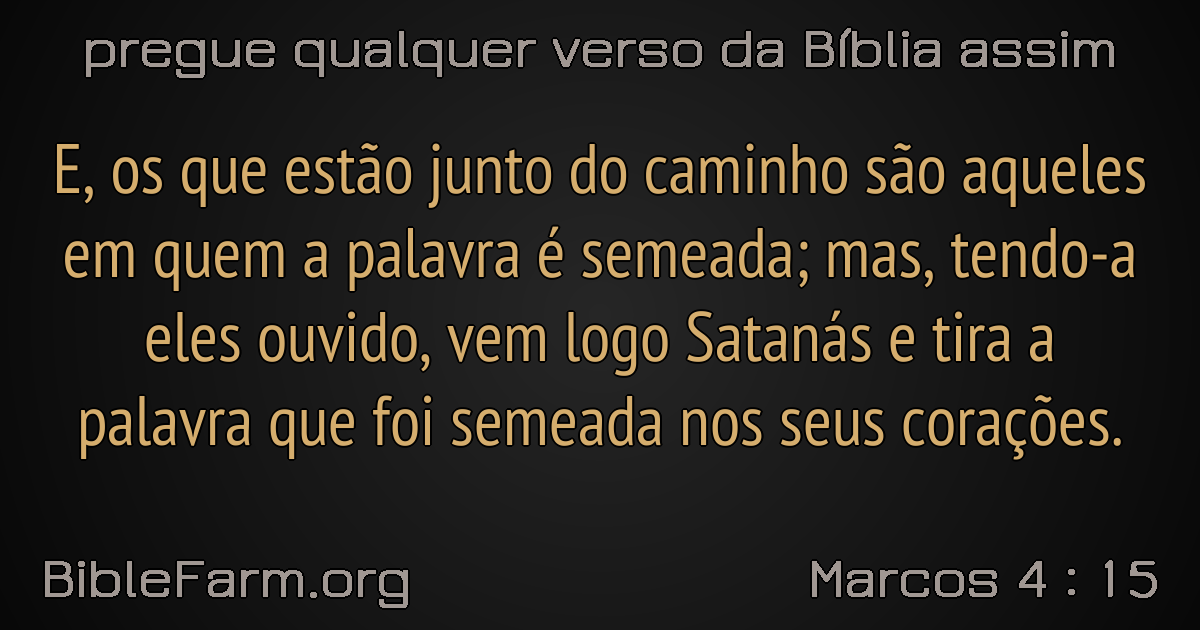 pregue qualquer verso da Bíblia assim
E, os que estão junto do caminho são aqueles
em quem a palavra é semeada; mas, tendo-a
eles ouvido, vem logo Satanás e tira a
palavra que foi semeada nos seus corações.
BibleFarm.org
Marcos 4 : 15